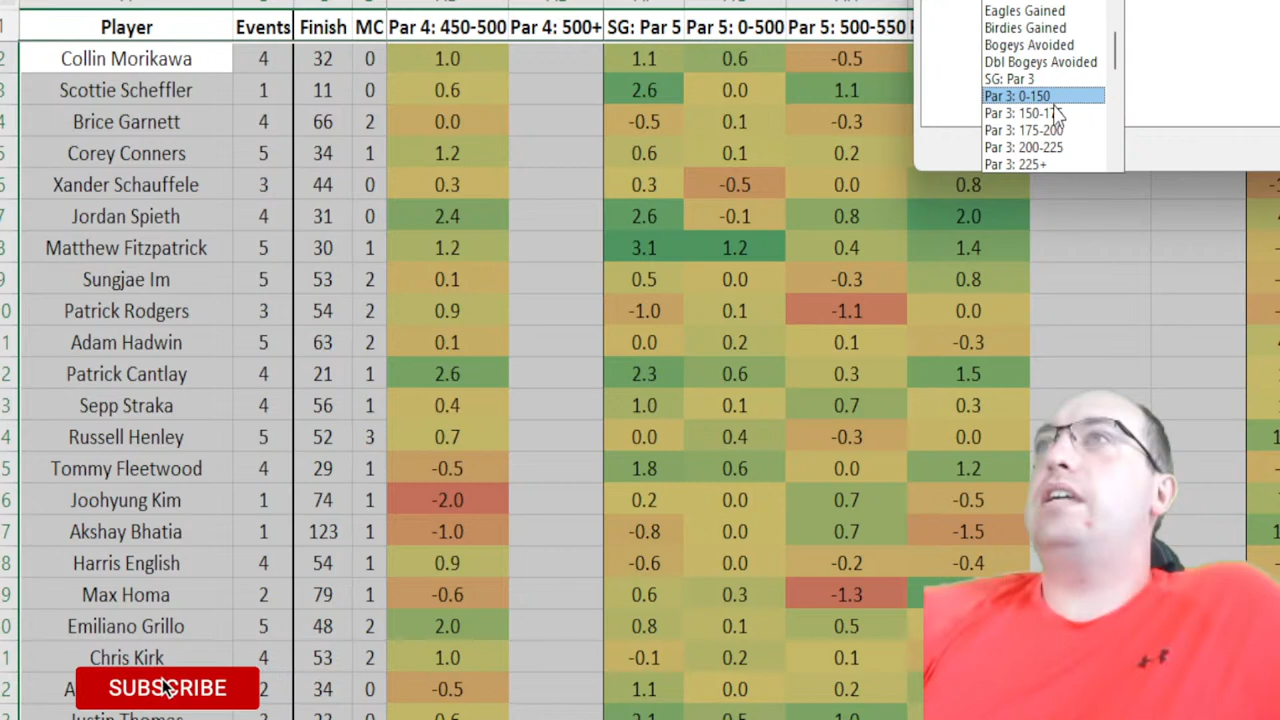 Player Events Finish MC Par 4: 450-500 Par 4: 500+ SG: Par 5 Par 5: 0-500 Par 5: 500-550
Collin Morikawa 4 32 0 1.0 1.1 0.6 -0.5
Scottie Scheffler 1 11 0 0.6 2.6 0.0 1.1
Brice Garnett 4 66 2 0.0 -0.5 0.1 -0.3
Corey Conners 5 34 1 1.2 0.6 0.1 0.2
Xander Schauffele 3 44 0 0.3 0.3 -0.5 0.0 0.8
Jordan Spieth 4 31 0 2.4 2.6 -0.1 0.8 2.0
Matthew Fitzpatrick 5 30 1 1.2 3.1 1.2 0.4 1.4
Sungjae Im 5 53 2 0.1 0.5 0.0 -0.3 0.8
Patrick Rodgers 3 54 2 0.9 -1.0 0.1 -1.1 0.0
Adam Hadwin 5 63 2 0.1 0.0 0.2 0.1 -0.3
Patrick Cantlay 4 21 1 2.6 2.3 0.6 0.3 1.5
Sepp Straka 4 56 1 0.4 1.0 0.1 0.7 0.3
Russell Henley 5 52 3 0.7 0.0 0.4 -0.3 0.0
Tommy Fleetwood 4 29 1 -0.5 1.8 0.6 0.0 1.2
Joohyung Kim 1 74 1 -2.0 0.2 0.0 0.7 -0.5
Akshay Bhatia 1 123 1 -1.0 -0.8 0.0 0.7 -1.5
Harris English 4 54 1 0.9 -0.6 0.0 -0.2 -0.4
Max Homa 2 79 1 -0.6 0.6 0.3 -1.3
Emiliano Grillo 5 48 2 2.0 0.8 0.1 0.5
Chris Kirk 4 53 2 1.0 -0.1 0.2 0.1
2 34 0 -0.5 1.1 0.0 0.2
Justin Thomas
SUBSCRIBE
Eagles Gained
Birdies Gained
Bogeys Avoided
Dbl Bogeys Avoided
SG: Par 3
Par 3: 0-150
Par 3: 150-1
Par 3: 175-200
Par 3: 200-225
Par 3: 225+